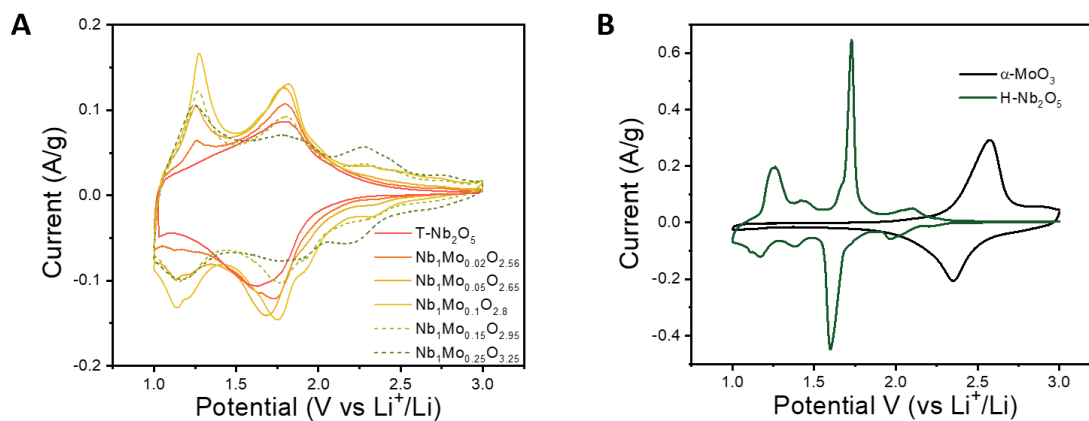 A
Current (A/g)
0.2
0.1
0.0
-0.1
-0.2
T-Nb₂O₅
Nb₁Mo₀.₀₂O₂.₅₆
Nb₁Mo₀.₀₅O₂.₆₅
Nb₁Mo₀.₁O₂.₈
Nb₁Mo₀.₁₅O₂.₉₅
Nb₁Mo₀.₂₅O₃.₂₅
1.0 1.5 2.0 2.5 3.0
Potential (V vs Li⁺/Li)
B
Current (A/g)
0.6
0.4
0.2
0.0
-0.2
-0.4
α-MoO₃
H-Nb₂O₅
1.0 1.5 2.0 2.5 3.0
Potential V (vs Li⁺/Li)